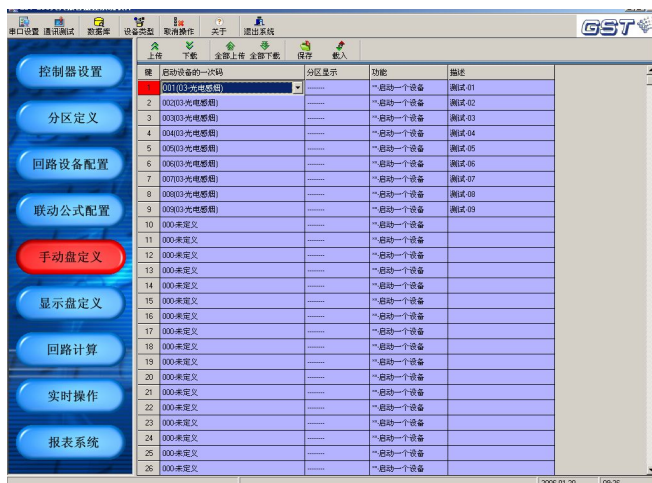 串口设置 通讯测试 数据库 设备类型 取消操作 关于 退出系统
GST
上传 下载 全部上传 全部下载 保存 载入
控制器设置
分区定义
回路设备配置
联动公式配置
手动盘定义
显示盘定义
回路计算
实时操作
报表系统
键 启动设备的一次码 分区显示 功能 描述
1 001(03-光电感烟) -------- **-启动一个设备 测试-01
2 002(03-光电感烟) -------- **-启动一个设备 测试-02
3 003(03-光电感烟) -------- **-启动一个设备 测试-03
4 004(03-光电感烟) -------- **-启动一个设备 测试-04
5 005(03-光电感烟) -------- **-启动一个设备 测试-05
6 006(03-光电感烟) -------- **-启动一个设备 测试-06
7 007(03-光电感烟) -------- **-启动一个设备 测试-07
8 008(03-光电感烟) -------- **-启动一个设备 测试-08
9 009(03-光电感烟) -------- **-启动一个设备 测试-09
10 000-未定义 -------- **-启动一个设备
11 000-未定义 -------- **-启动一个设备
12 000-未定义 -------- **-启动一个设备
13 000-未定义 -------- **-启动一个设备
14 000-未定义 -------- **-启动一个设备
15 000-未定义 -------- **-启动一个设备
16 000-未定义 -------- **-启动一个设备
17 000-未定义 -------- **-启动一个设备
18 000-未定义 -------- **-启动一个设备
19 000-未定义 -------- **-启动一个设备
20 000-未定义 -------- **-启动一个设备
21 000-未定义 -------- **-启动一个设备
22 000-未定义 -------- **-启动一个设备
23 000-未定义 -------- **-启动一个设备
24 000-未定义 -------- **-启动一个设备
25 000-未定义 -------- **-启动一个设备
26 000-未定义 -------- **-启动一个设备